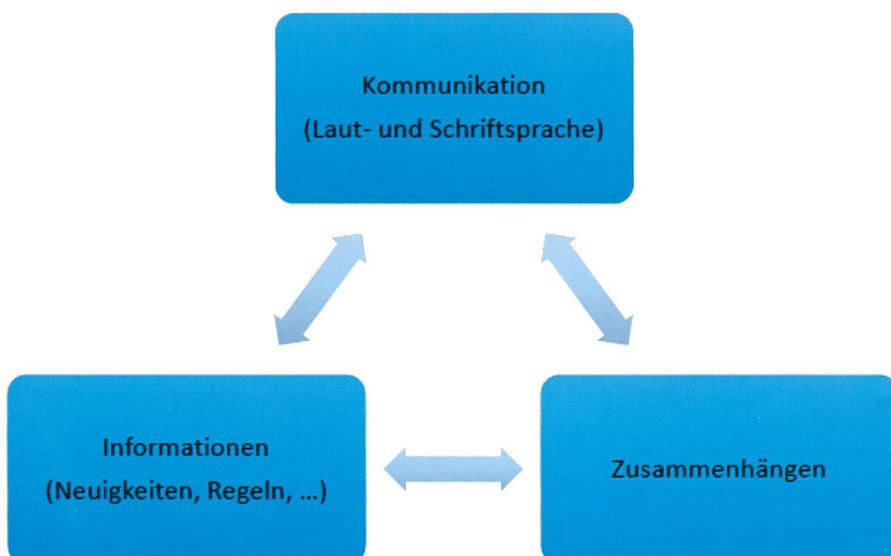 Kommunikation
(Laut- und Schriftsprache)
Informationen
(Neuigkeiten, Regeln, ...)
Zusammenhängen